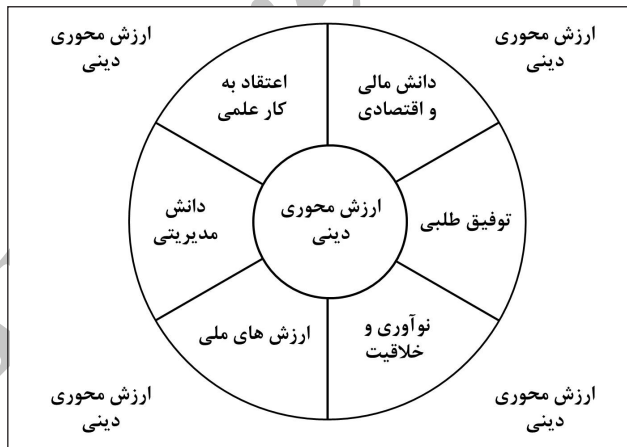 ارزش محوری
دینی
ارزش محوری
دینی
دانش مالی
و اقتصادی
اعتقاد به
کار علمی
توفیق طلبی
ارزش محوری
دینی
دانش
مدیریتی
نوآوری و
خلاقیت
ارزش های ملی
ارزش محوری
دینی
ارزش محوری
دینی